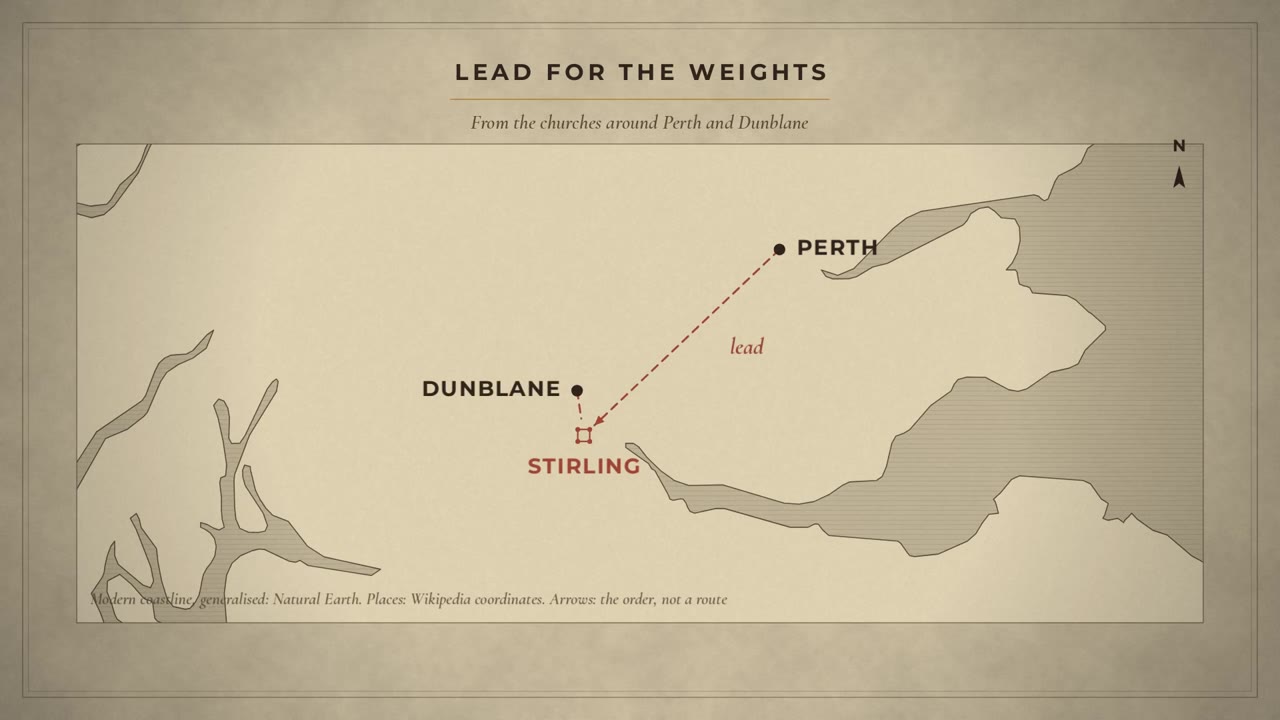 LEAD FOR THE WEIGHTS
From the churches around Perth and Dunblane
N
PERTH
lead
DUNBLANE
STIRLING
Modern coastline, generalised: Natural Earth. Places: Wikipedia coordinates. Arrows: the order, not a route